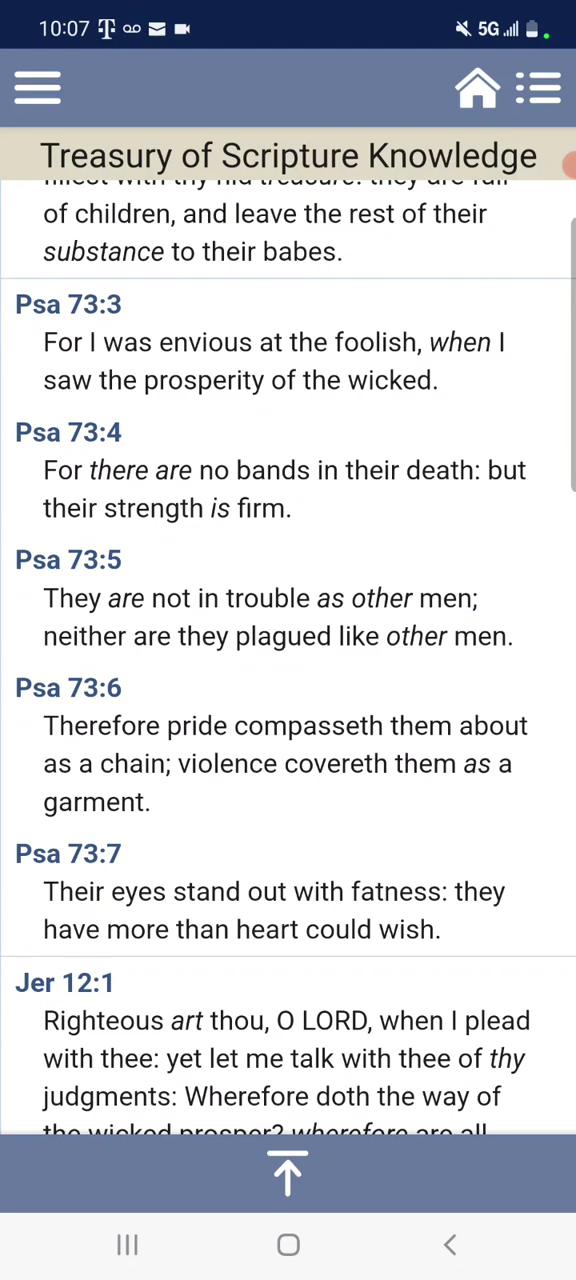 10:07
5G
Treasury of Scripture Knowledge
of children, and leave the rest of their
substance to their babes.
Psa 73:3
For I was envious at the foolish, when I
saw the prosperity of the wicked.
Psa 73:4
For there are no bands in their death: but
their strength is firm.
Psa 73:5
They are not in trouble as other men;
neither are they plagued like other men.
Psa 73:6
Therefore pride compasseth them about
as a chain; violence covereth them as a
garment.
Psa 73:7
Their eyes stand out with fatness: they
have more than heart could wish.
Jer 12:1
Righteous art thou, O LORD, when I plead
with thee: yet let me talk with thee of thy
judgments: Wherefore doth the way of
the wicked prosper? wherefore are all